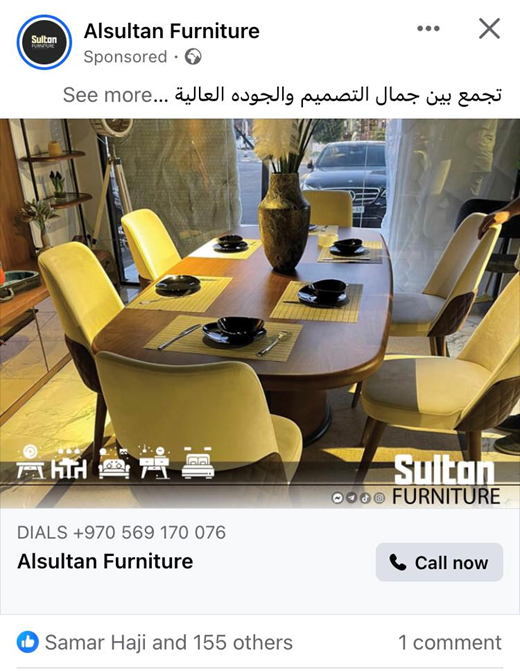 Sultan
FURNITURE
Alsultan Furniture
Sponsored ·
تجمع بين جمال التصميم والجوده العالية ... See more
Sultan
FURNITURE
DIALS +970 569 170 076
Alsultan Furniture
Call now
Samar Haji and 155 others
1 comment